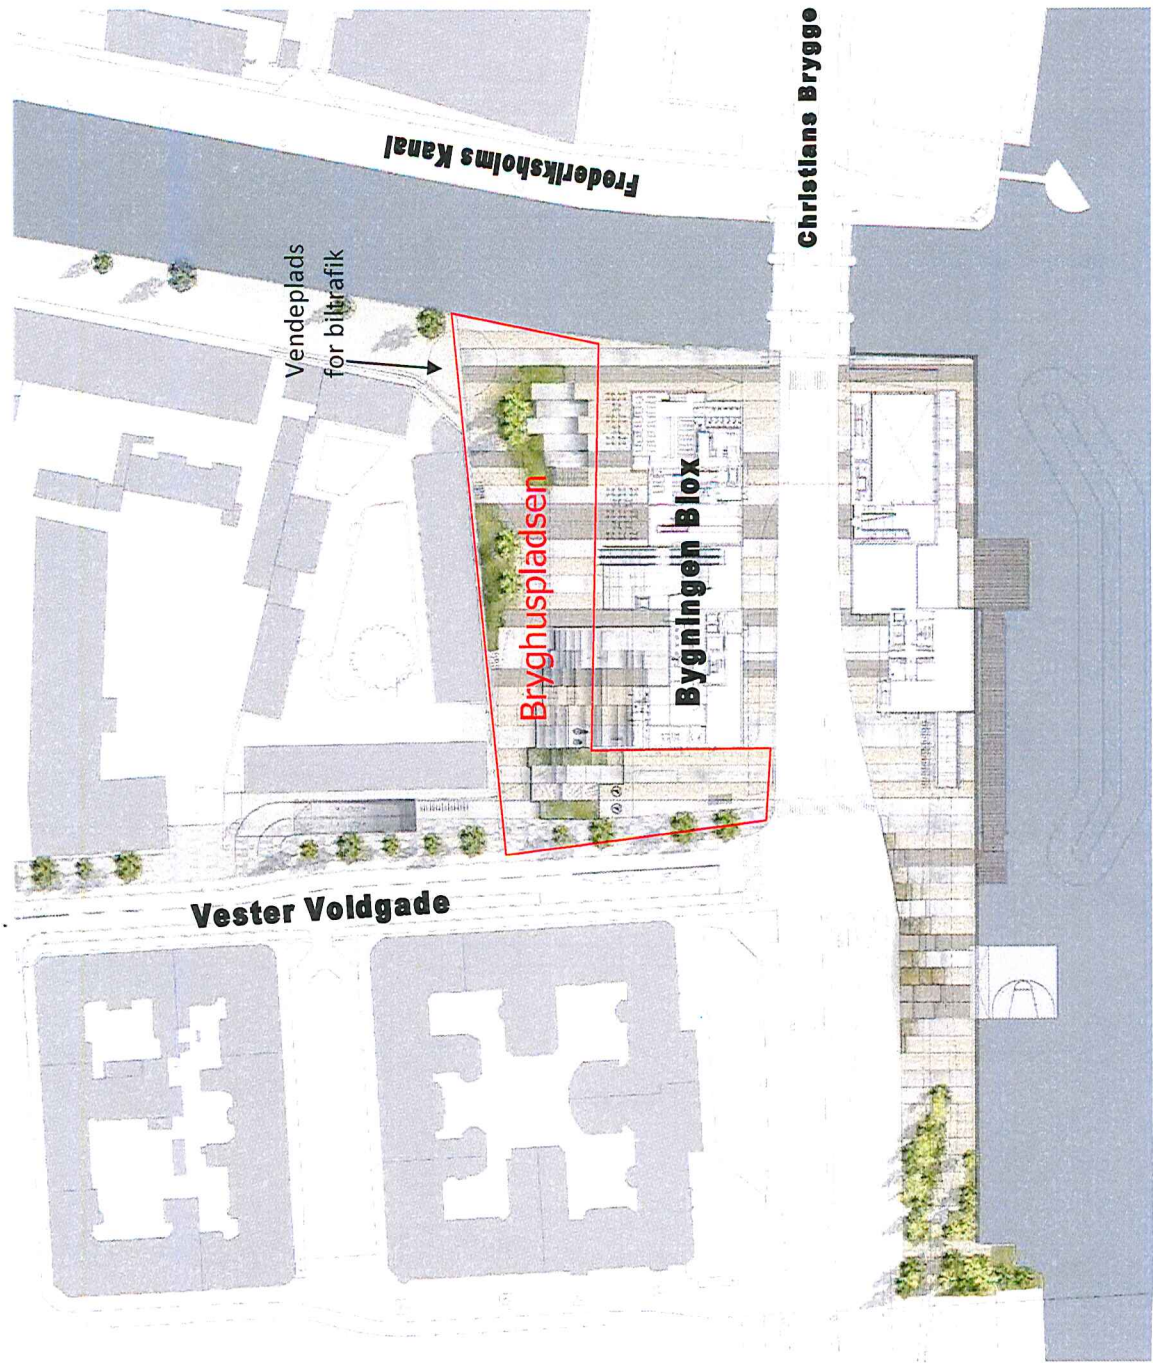 Frederiksholms Kanal
Christians Brygge
Vendeplads
for biltrafik
Bryghuspladsen
Bygningen Blox
Vester Voldgade